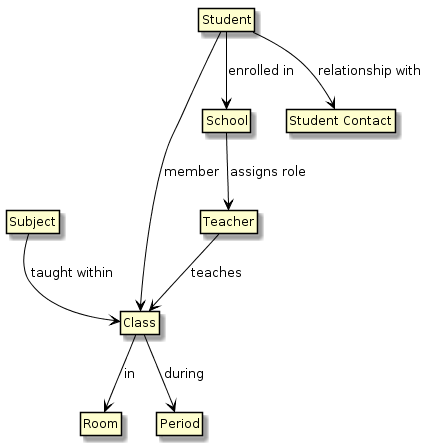 Student
enrolled in
relationship with
School
Student Contact
member
assigns role
Subject
Teacher
taught within
teaches
Class
in
during
Room
Period